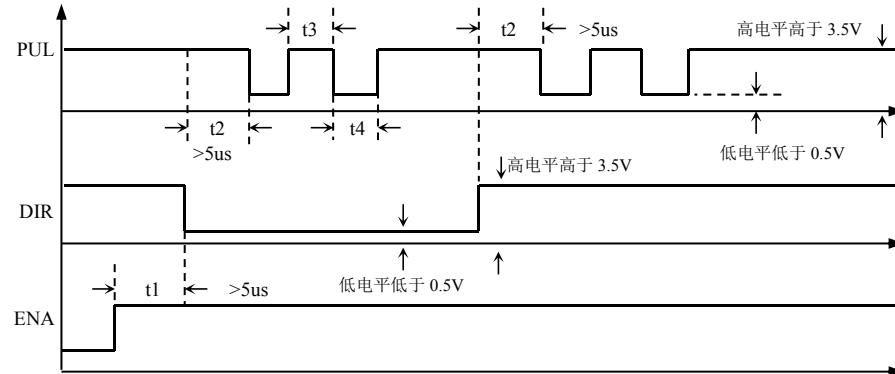 t3
t2
>5us
高电平高于 3.5V
PUL
t2
t4
>5us
低电平低于 0.5V
高电平高于 3.5V
DIR
t1
>5us
低电平低于 0.5V
ENA